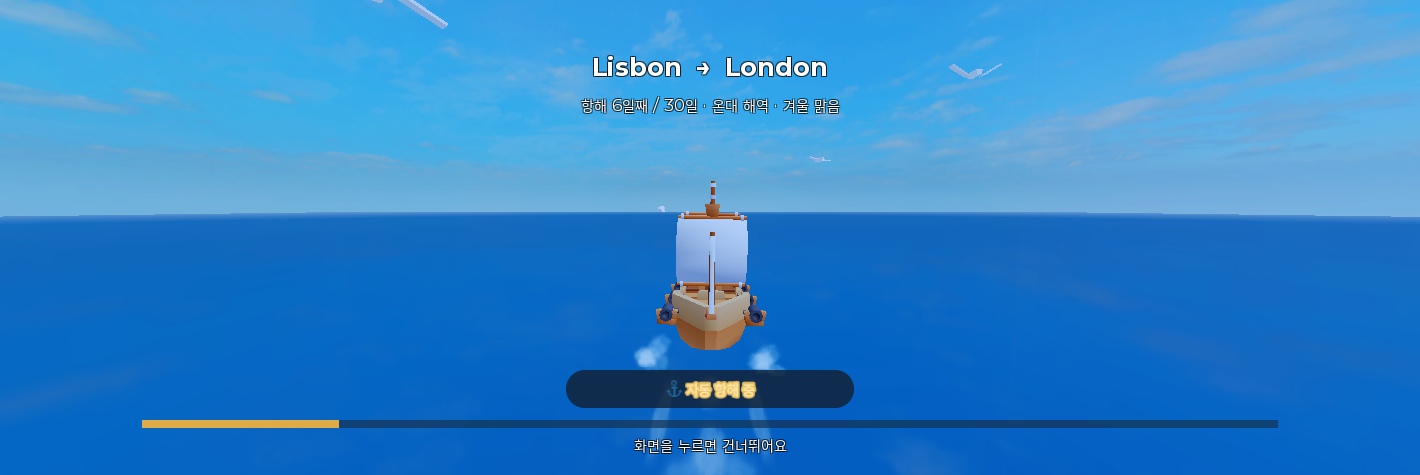 Lisbon → London
항해 6일째 / 30일 · 온대 해역 · 겨울 맑음
⚓ 자동 항해 중
화면을 누르면 건너뛰어요